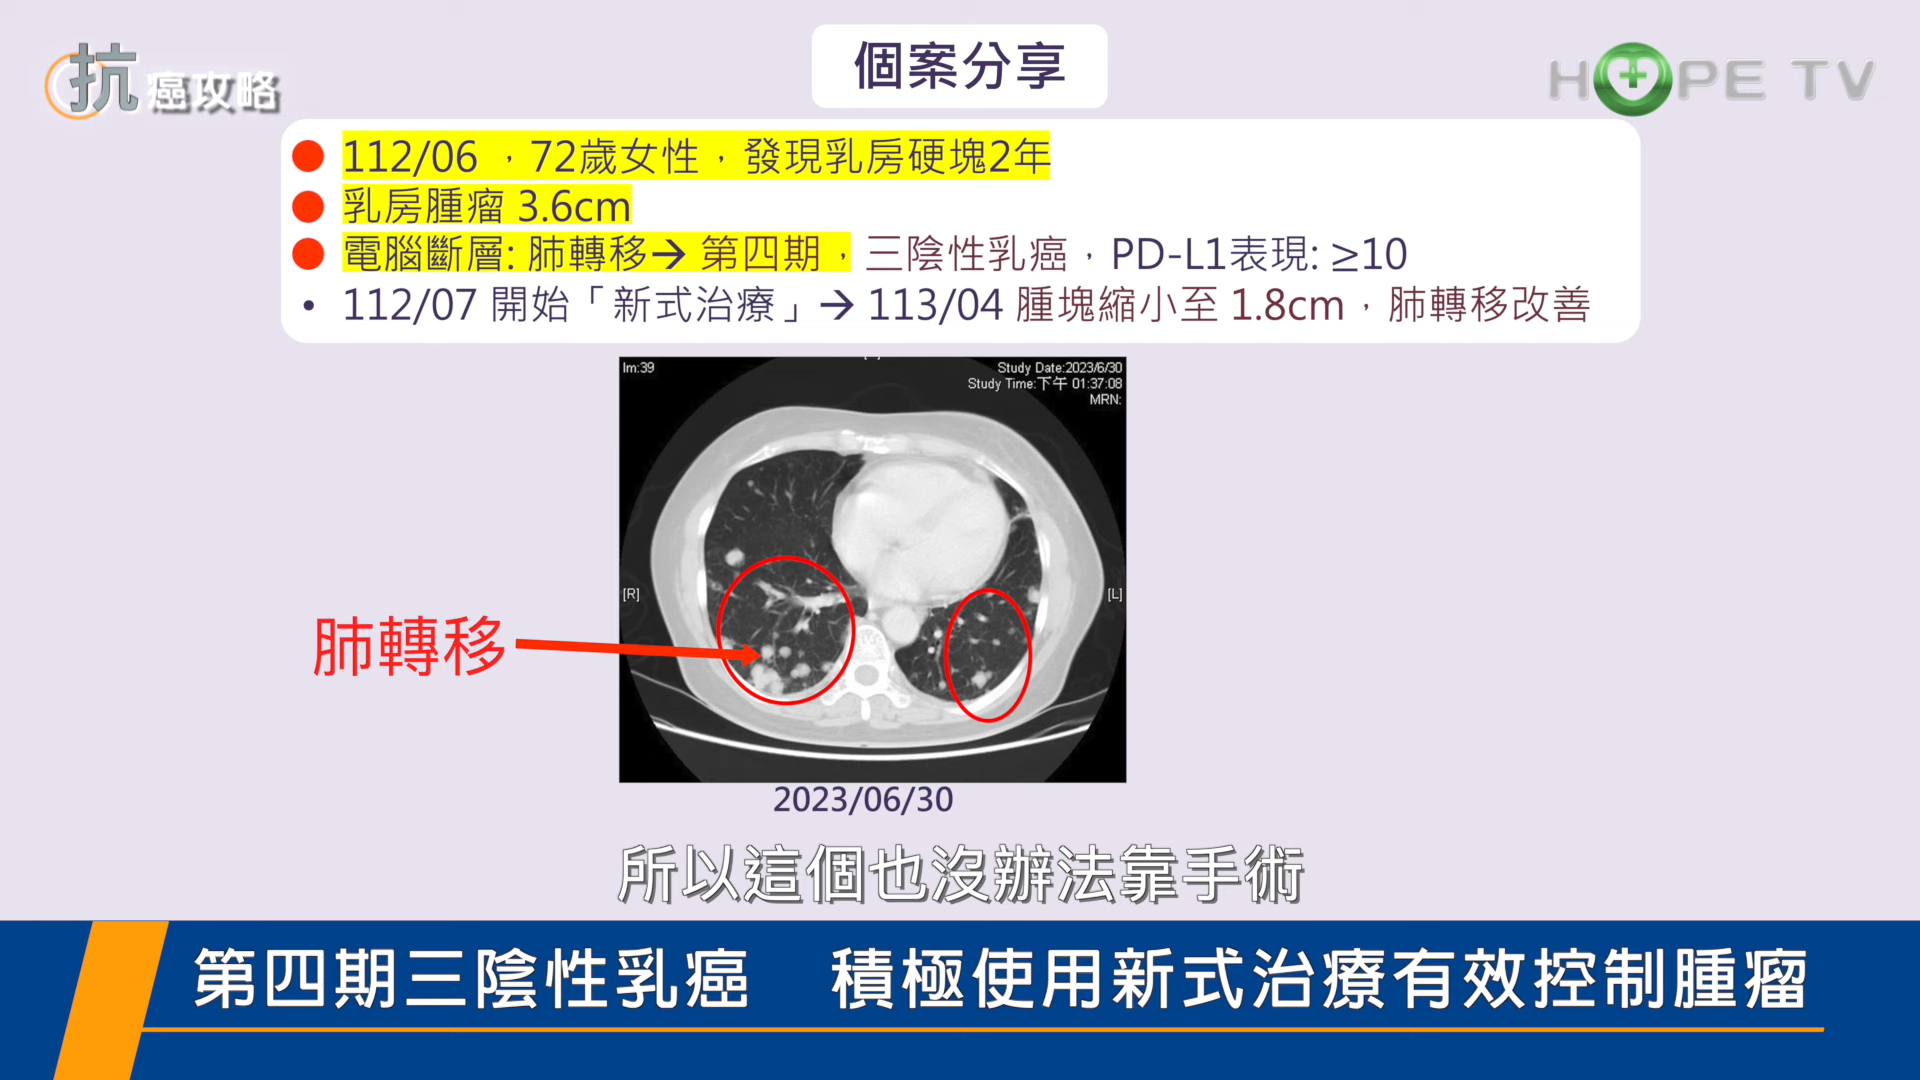 個案分享
抗癌攻略
HOPE TV
112/06 ，72歲女性，發現乳房硬塊2年
乳房腫瘤 3.6cm
電腦斷層: 肺轉移→ 第四期，三陰性乳癌，PD-L1表現: ≥10
• 112/07 開始「新式治療」→ 113/04 腫塊縮小至 1.8cm，肺轉移改善
Im:39
Study Date:2023/6/30
Study Time:下午 01:37:08
MRN:
[R]
[L]
肺轉移
2023/06/30
所以這個也沒辦法靠手術
第四期三陰性乳癌　積極使用新式治療有效控制腫瘤